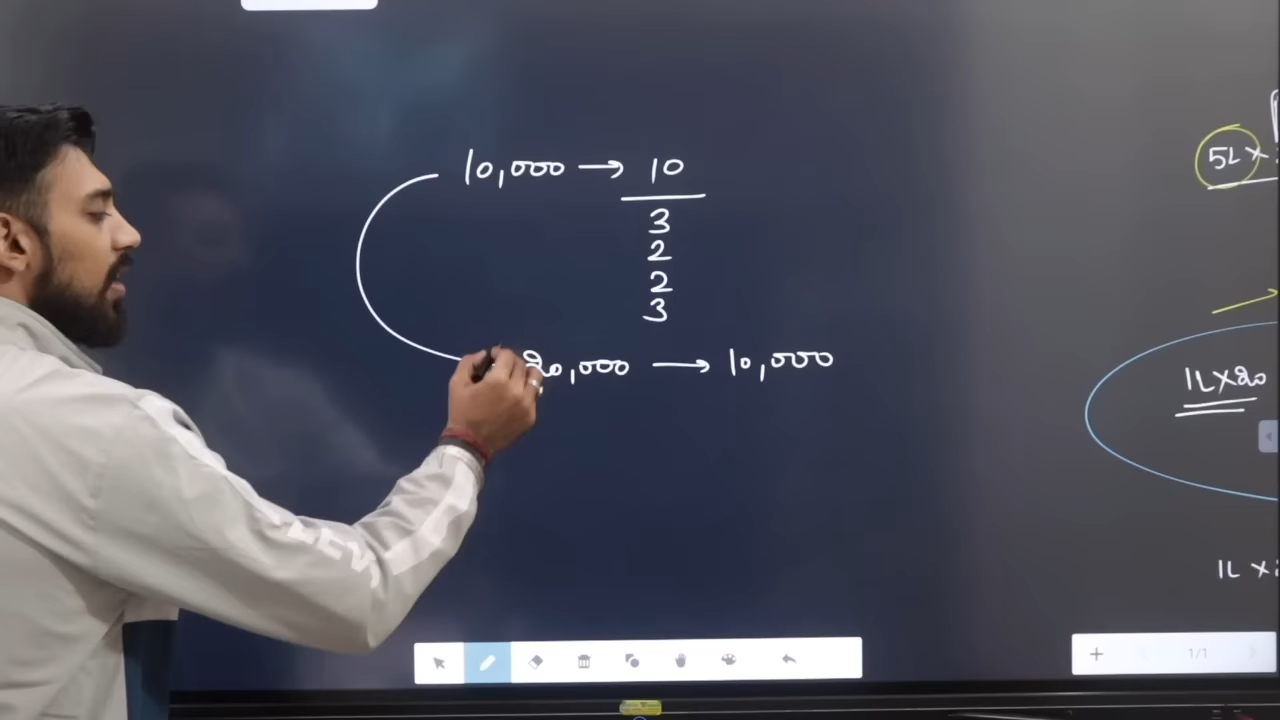 10,000 → 10
3
2
2
3
20,000 → 10,000
5L ×
1L×20
1L ×
1/1